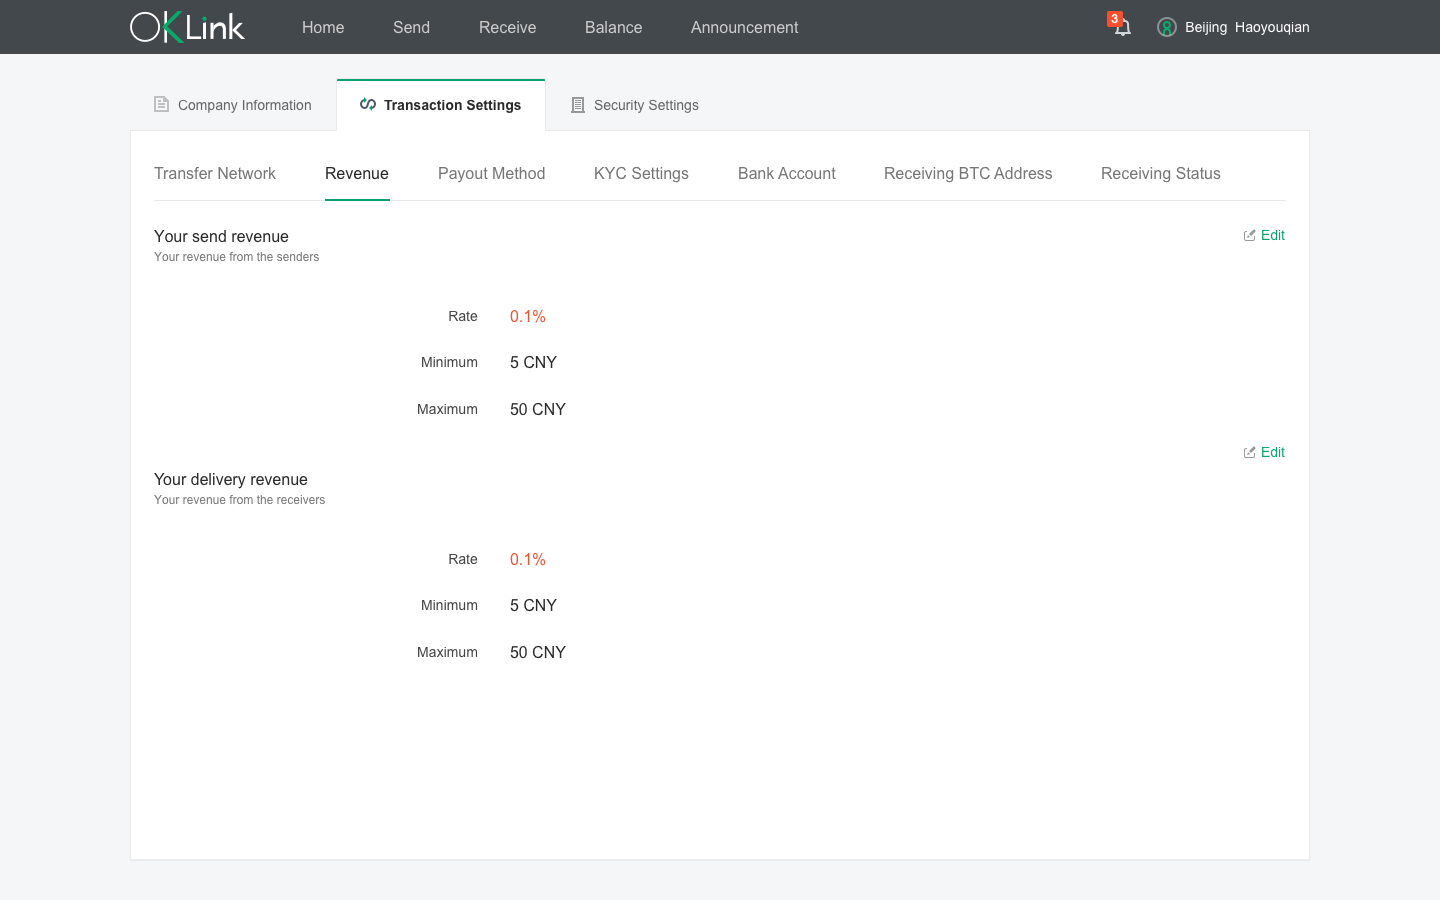 OKLink Home Send Receive Balance Announcement 3 Beijing Haoyouqian
Company Information Transaction Settings Security Settings
Transfer Network Revenue Payout Method KYC Settings Bank Account Receiving BTC Address Receiving Status
Your send revenue Edit
Your revenue from the senders
Rate 0.1%
Minimum 5 CNY
Maximum 50 CNY
Edit
Your delivery revenue
Your revenue from the receivers
Rate 0.1%
Minimum 5 CNY
Maximum 50 CNY